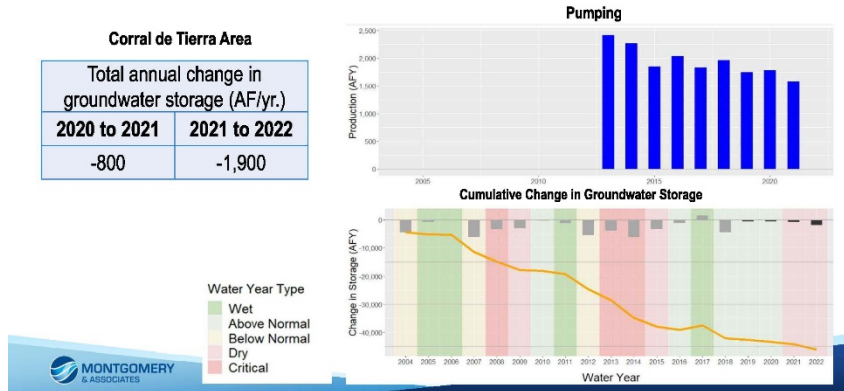 Corral de Tierra Area
Total annual change in
groundwater storage (AF/yr.)
2020 to 2021 2021 to 2022
-800 -1,900
Pumping
Production (AFY)
2,500
2,000
1,500
1,000
500
0
2005 2010 2015 2020
Cumulative Change in Groundwater Storage
Change in Storage (AFY)
0
-10,000
-20,000
-30,000
-40,000
2004 2005 2006 2007 2008 2009 2010 2011 2012 2013 2014 2015 2016 2017 2018 2019 2020 2021 2022
Water Year
Water Year Type
Wet
Above Normal
Below Normal
Dry
Critical
MONTGOMERY
& ASSOCIATES